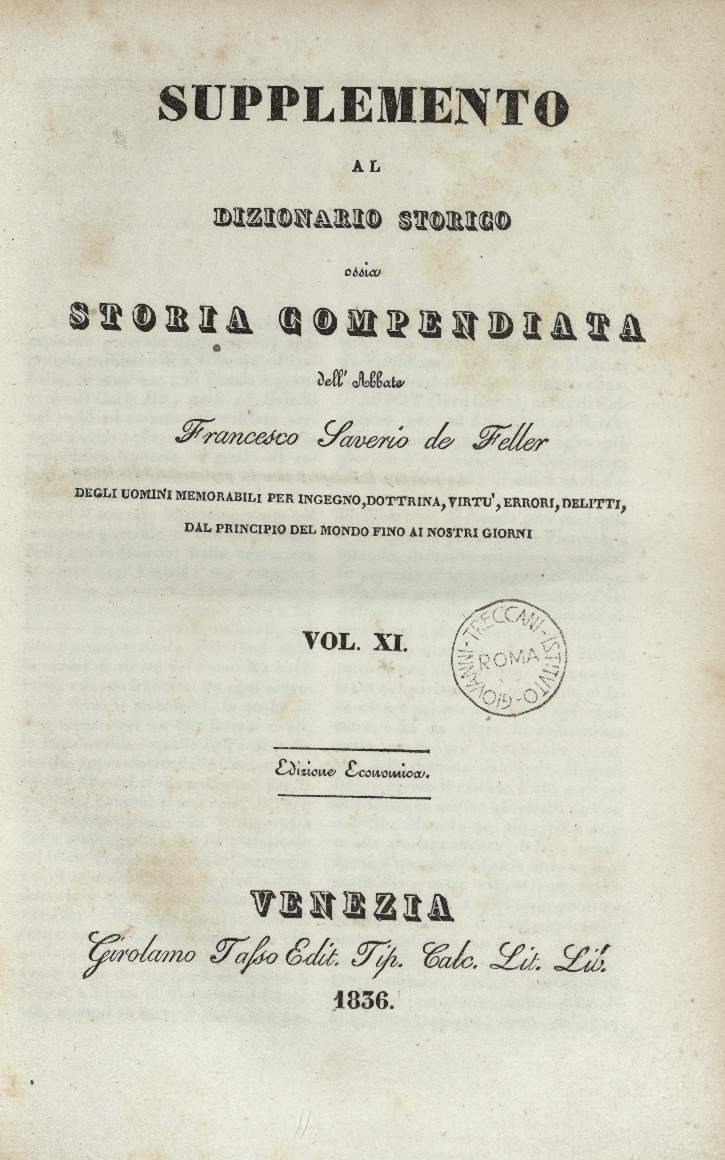 SUPPLEMENTO
AL
DIZIONARIO STORICO
ossia
STORIA COMPENDIATA
dell' Abbate
Francesco Saverio de Feller
DEGLI UOMINI MEMORABILI PER INGEGNO, DOTTRINA, VIRTU', ERRORI, DELITTI,
DAL PRINCIPIO DEL MONDO FINO AI NOSTRI GIORNI
VOL. XI.
ISTITVTO-GIOVANNI-TRECCANI-
ROMA
Edizione Economica.
VENEZIA
Girolamo Taſso Edit. Tip. Calc. Lit. Lib.
1836.